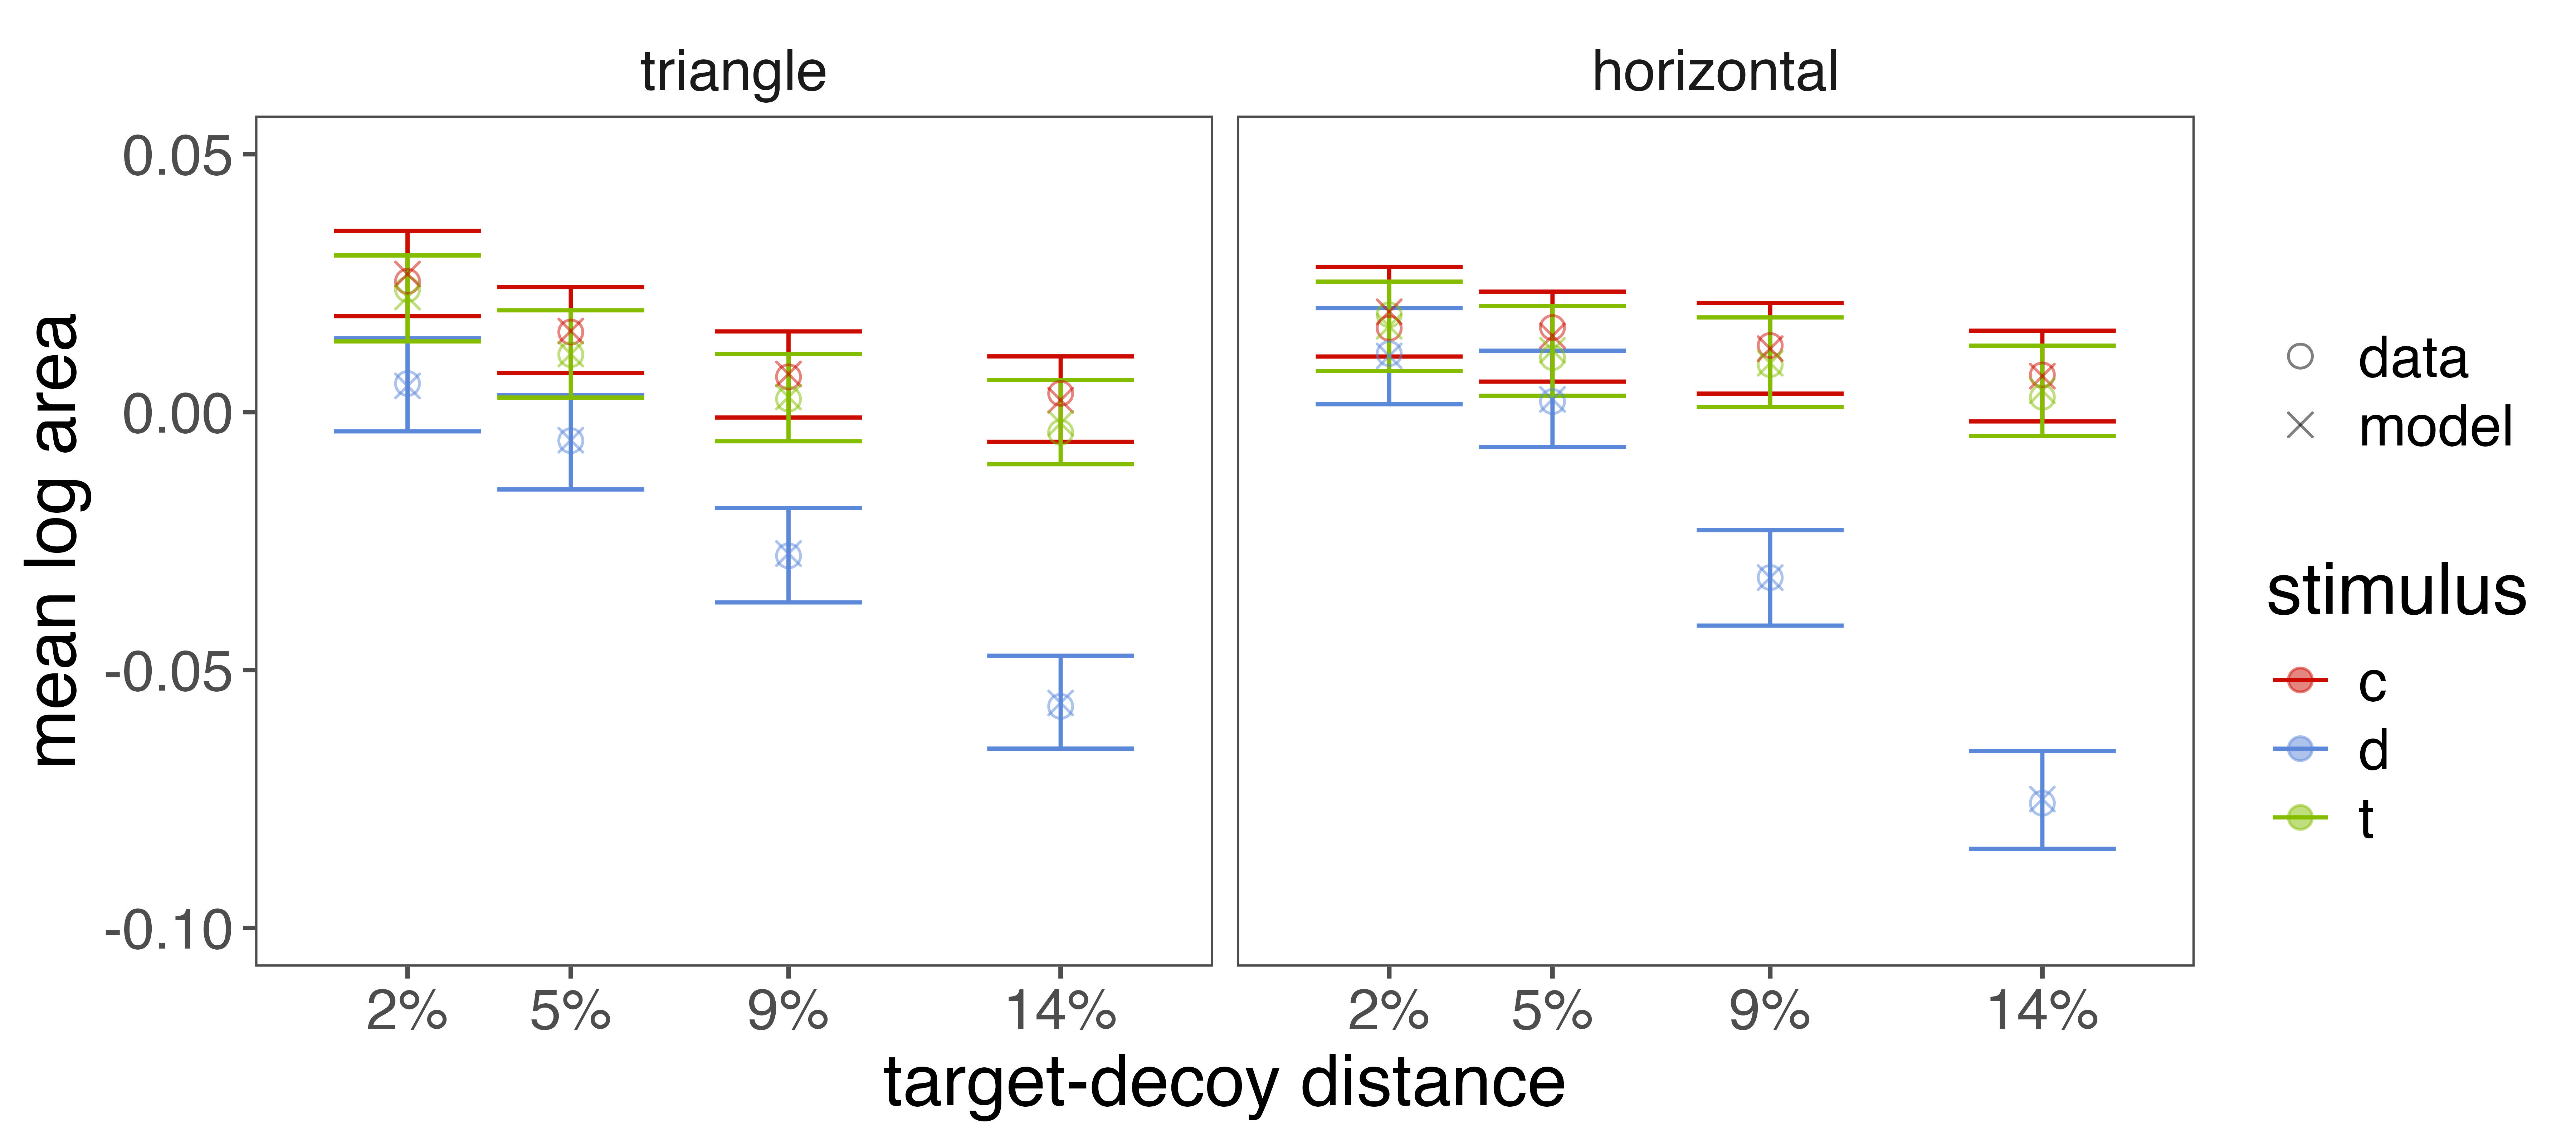 triangle
horizontal
mean log area
0.05
0.00
-0.05
-0.10
2% 5% 9% 14%
2% 5% 9% 14%
target-decoy distance
data
model
stimulus
c
d
t